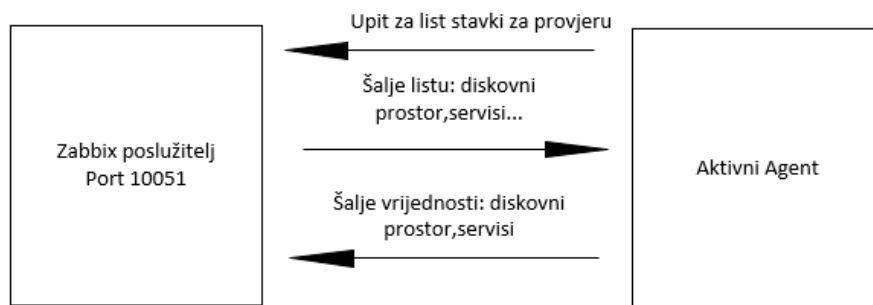 Upit za list stavki za provjeru
Šalje listu: diskovni
prostor,servisi...
Zabbix poslužitelj
Port 10051
Aktivni Agent
Šalje vrijednosti: diskovni
prostor,servisi